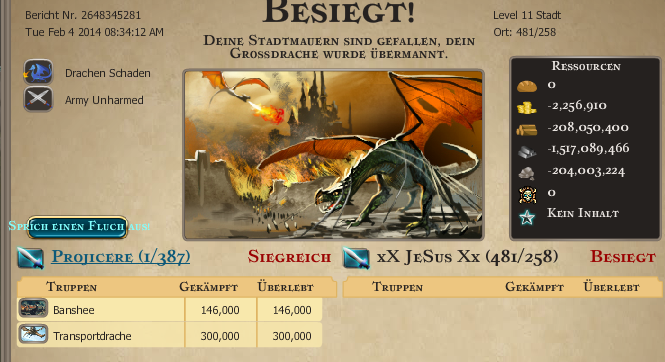 Bericht Nr. 2648345281
Tue Feb 4 2014 08:34:12 AM
Besiegt!
Deine Stadtmauern sind gefallen, dein
Grossdrache wurde übermannt.
Level 11 Stadt
Ort: 481/258
Drachen Schaden
Army Unharmed
Ressourcen
0
-2,256,910
-208,050,400
-1,517,089,466
-204,003,224
0
Kein Inhalt
Sprich einen Fluch aus!
Projicere (1/387) Siegreich
xX JeSus Xx (481/258) Besiegt
Truppen Gekämpft Überlebt
Banshee 146,000 146,000
Transportdrache 300,000 300,000
Truppen Gekämpft Überlebt